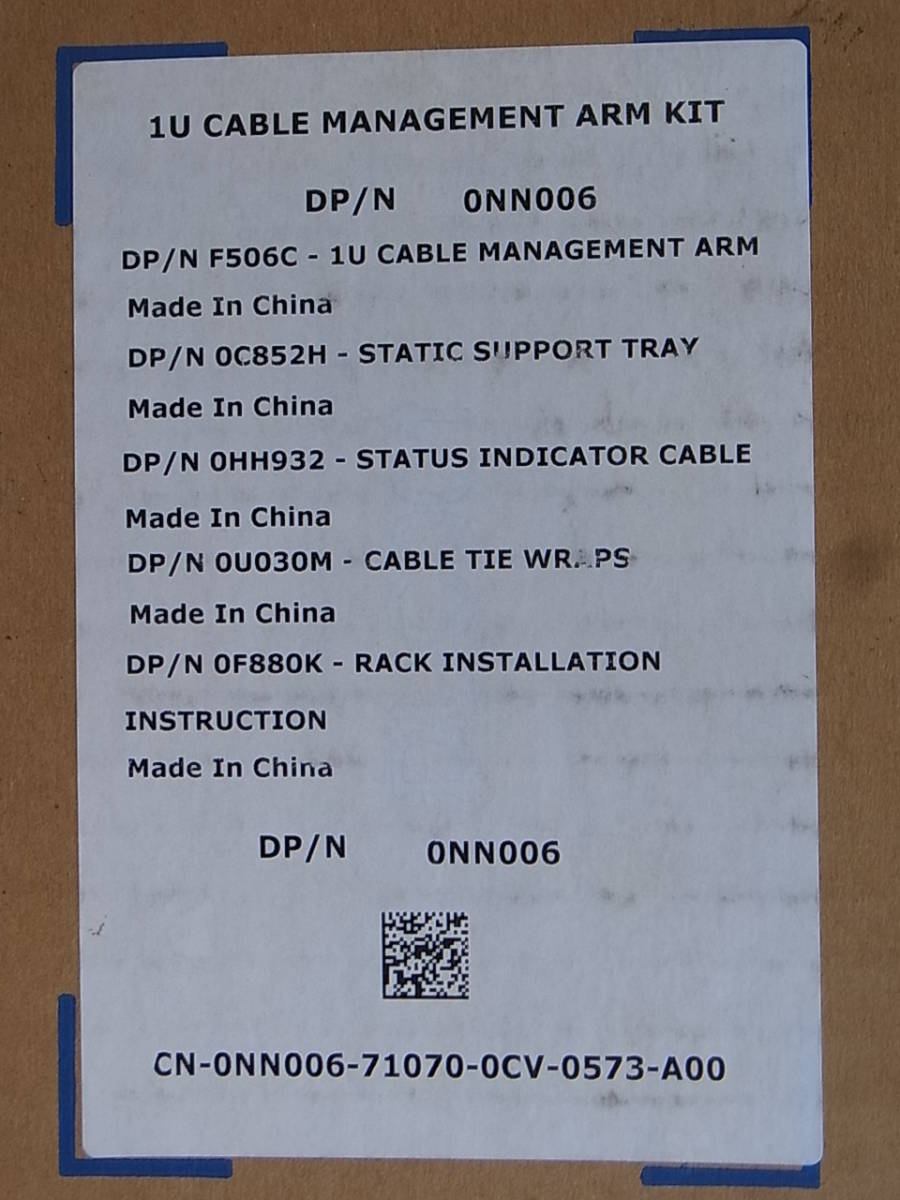 1U CABLE MANAGEMENT ARM KIT
DP/N 0NN006
DP/N F506C - 1U CABLE MANAGEMENT ARM
Made In China
DP/N 0C852H - STATIC SUPPORT TRAY
Made In China
DP/N 0HH932 - STATUS INDICATOR CABLE
Made In China
DP/N 0U030M - CABLE TIE WRAPS
Made In China
DP/N 0F880K - RACK INSTALLATION
INSTRUCTION
Made In China
DP/N 0NN006
CN-0NN006-71070-0CV-0573-A00